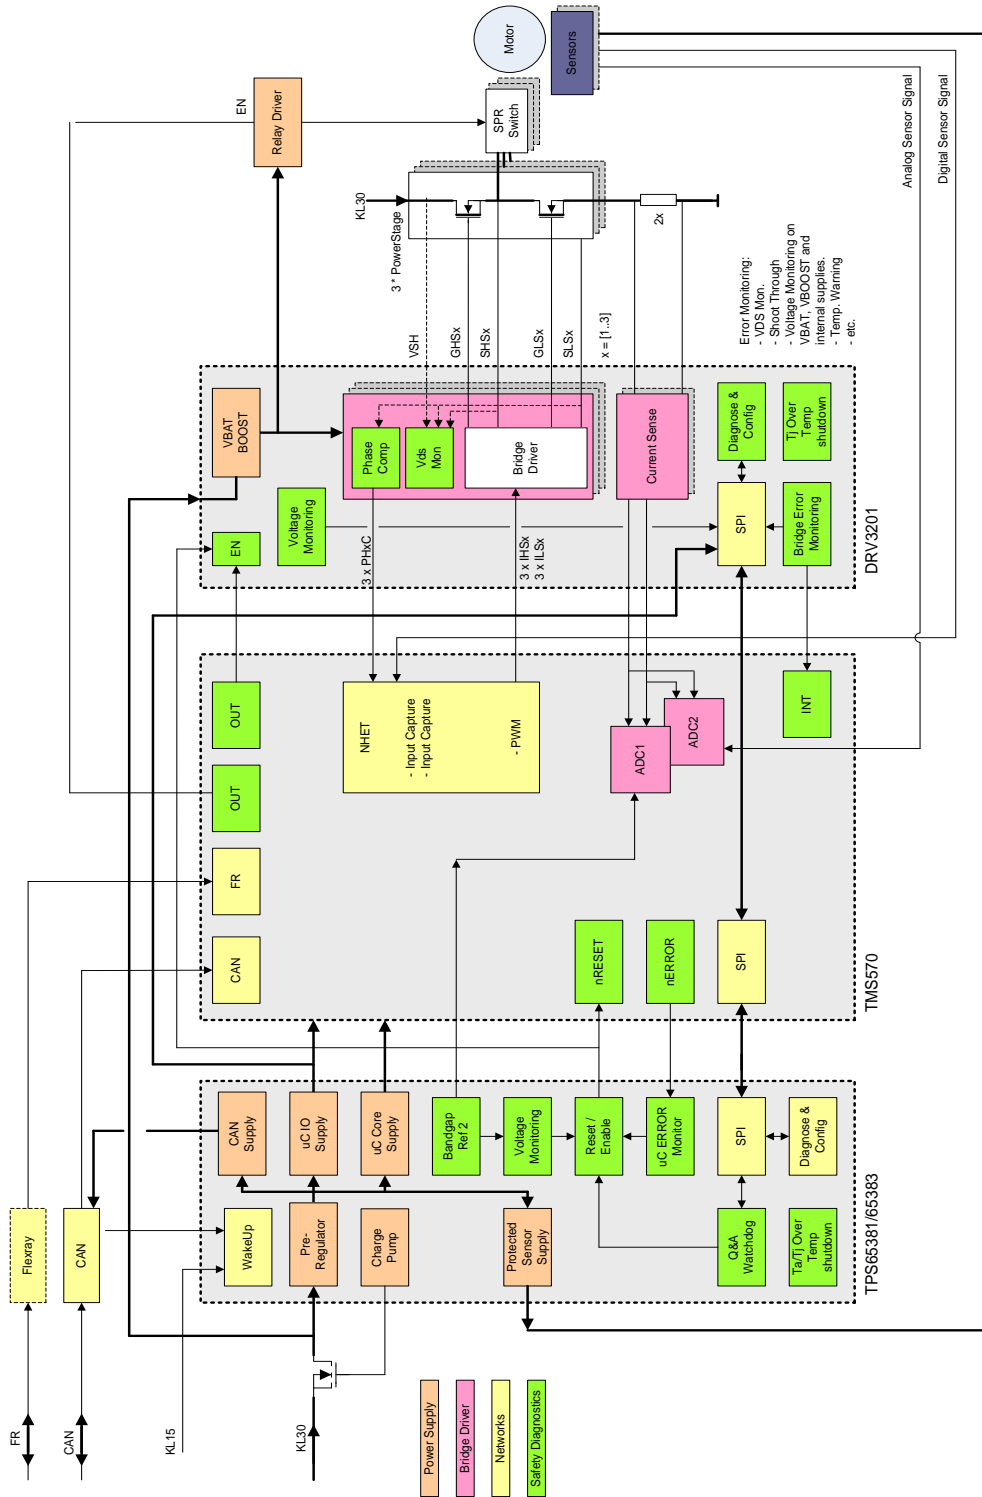 FR
CAN
KL15
KL30
Flexray
CAN
WakeUp
Pre-
Regulator
Charge
Pump
Protected
Sensor
Supply
Q&A
Watchdog
Ta/Tj Over
Temp
shutdown
CAN
Supply
uC IO
Supply
uC Core
Supply
Bandgap
Ref 2
Voltage
Monitoring
Reset /
Enable
uC ERROR
Monitor
SPI
Diagnose &
Config
TPS65381/65383
CAN
FR
OUT
OUT
NHET
- Input Capture
- Input Capture
- PWM
nRESET
nERROR
ADC1
ADC2
SPI
INT
TMS570
EN
VBAT
BOOST
Voltage
Monitoring
3 x PHxC
3 x IHSx
3 x ILSx
Phase
Comp
Vds
Mon
Bridge
Driver
Current Sense
SPI
Diagnose &
Config
Bridge Error
Monitoring
Tj Over
Temp
shutdown
DRV3201
EN
Relay Driver
KL30
3 * PowerStage
VSH
GHSx
SHSx
GLSx
SLSx
x = [1..3]
SPR
Switch
Motor
Sensors
2x
Error Monitoring:
- VDS Mon.
- Shoot Through
- Voltage Monitoring on
VBAT, VBOOST and
internal supplies.
- Temp. Warning
- etc.
Analog Sensor Signal
Digital Sensor Signal
Power Supply
Bridge Driver
Networks
Safety Diagnostics